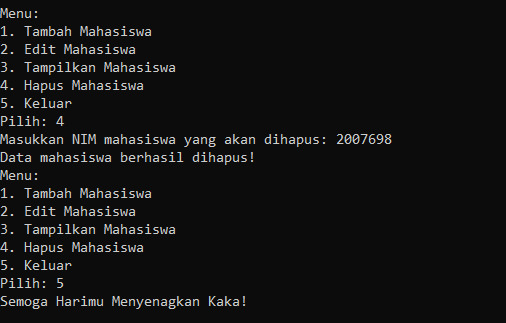 Menu:
1. Tambah Mahasiswa
2. Edit Mahasiswa
3. Tampilkan Mahasiswa
4. Hapus Mahasiswa
5. Keluar
Pilih: 4
Masukkan NIM mahasiswa yang akan dihapus: 2007698
Data mahasiswa berhasil dihapus!
Menu:
1. Tambah Mahasiswa
2. Edit Mahasiswa
3. Tampilkan Mahasiswa
4. Hapus Mahasiswa
5. Keluar
Pilih: 5
Semoga Harimu Menyenagkan Kaka!